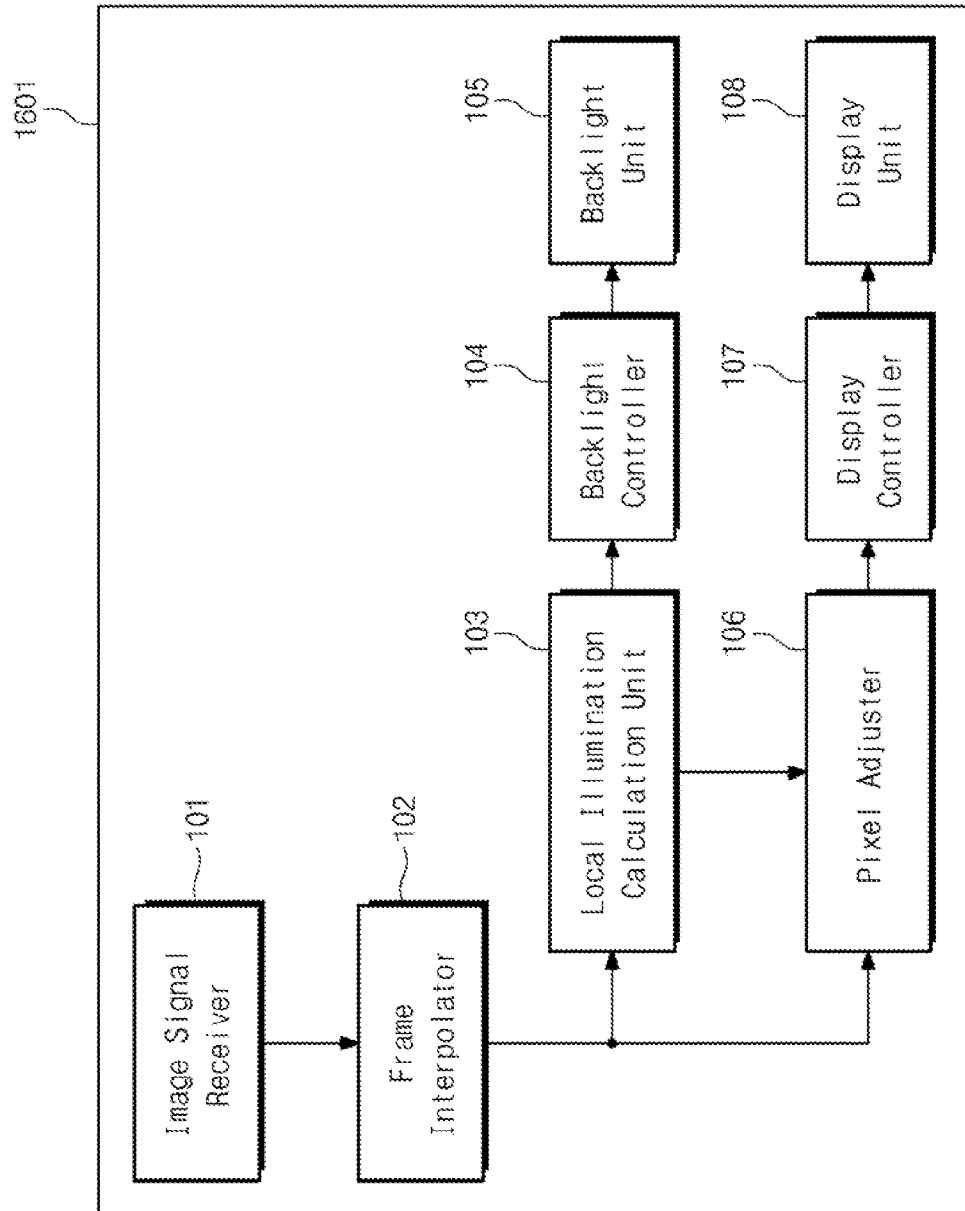 1601
101
Image Signal
Receiver
102
Frame
Interpolator
103
Local Illumination
Calculation Unit
104
Backlight
Controller
105
Backlight
Unit
106
Pixel Adjuster
107
Display
Controller
108
Display
Unit